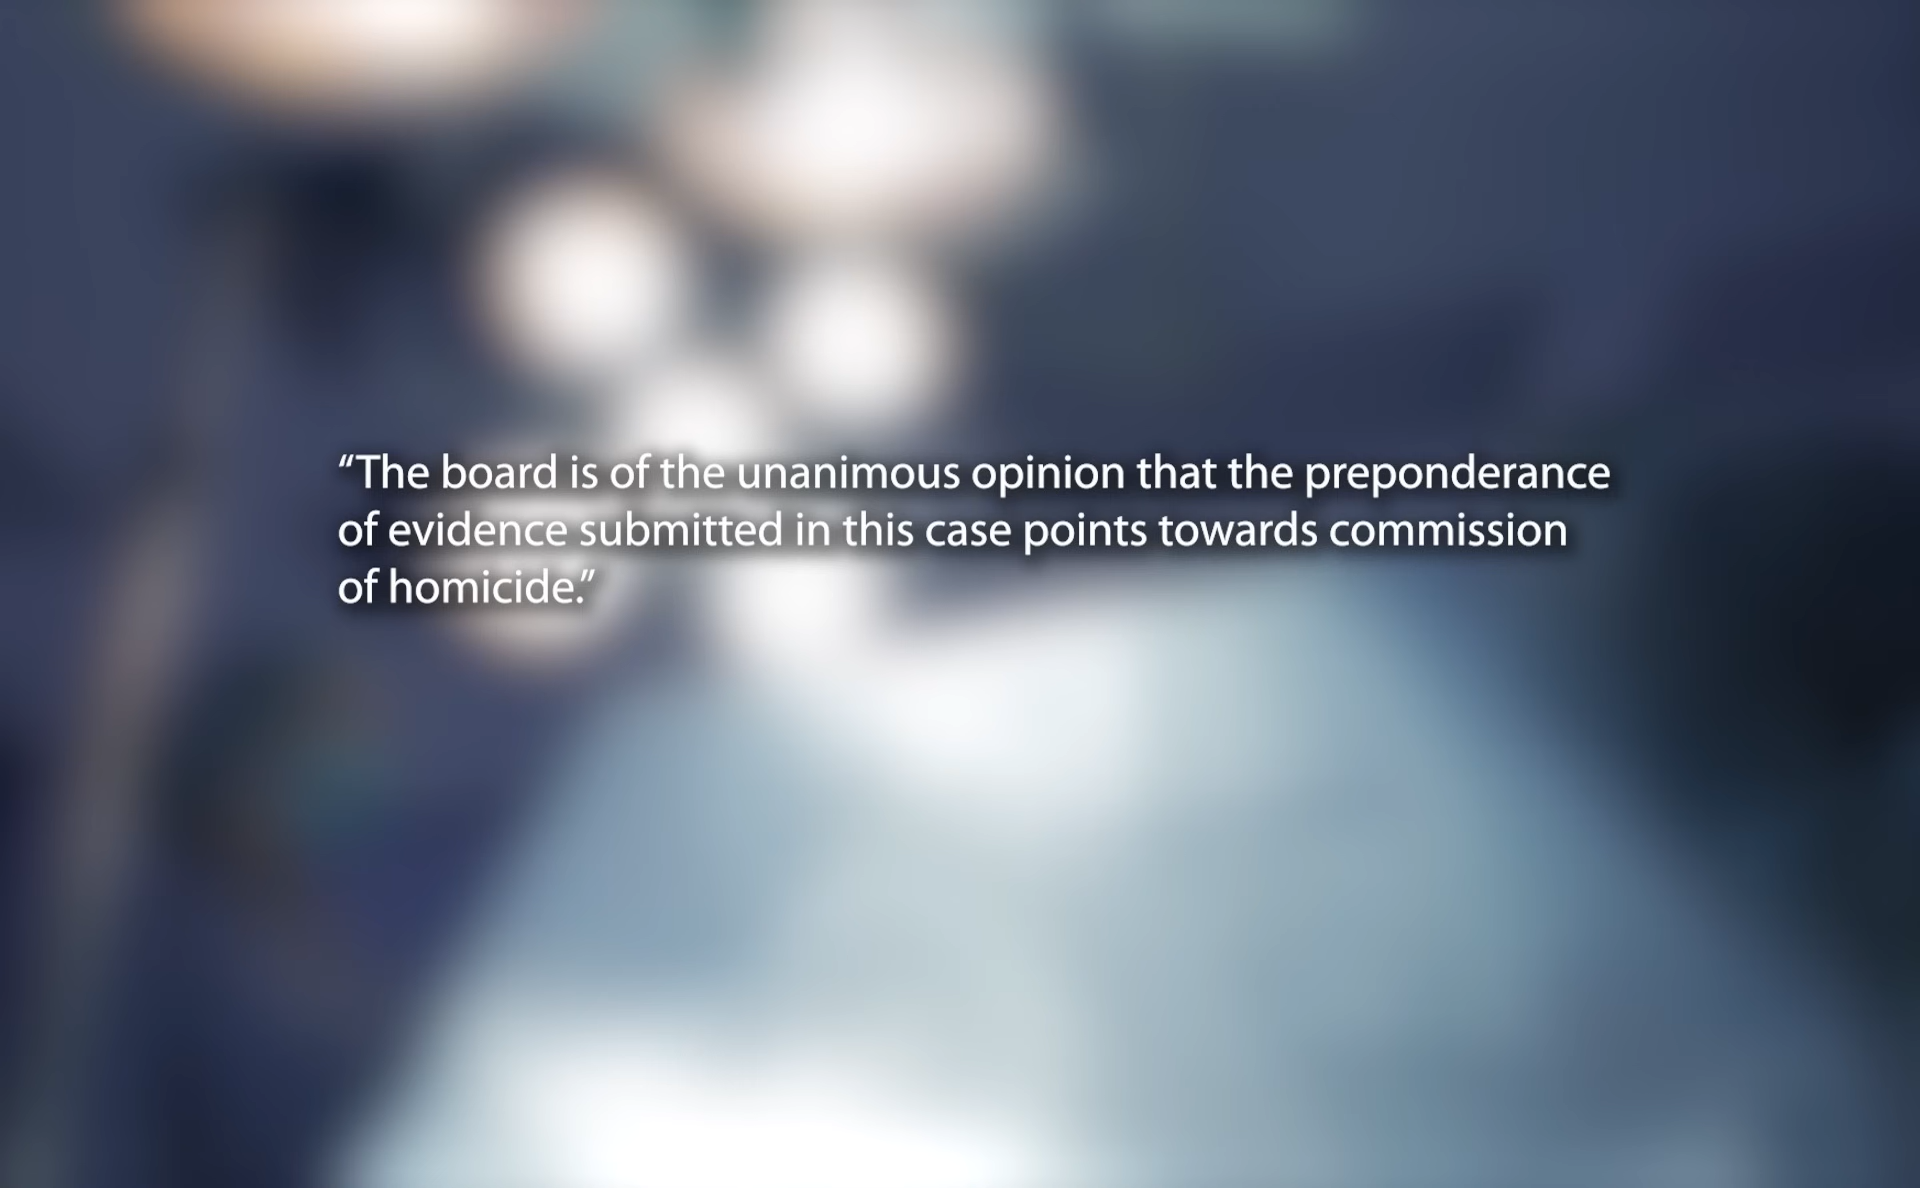 “The board is of the unanimous opinion that the preponderance
of evidence submitted in this case points towards commission
of homicide.”